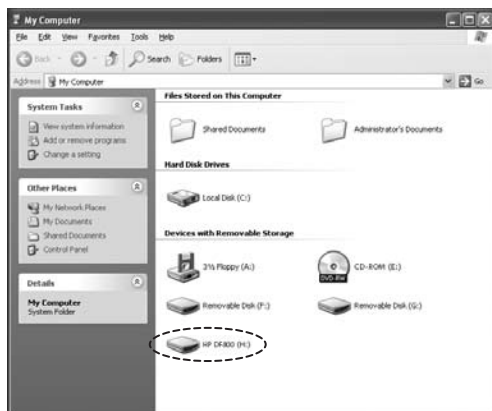 My Computer
File Edit View Favorites Tools Help
Back Search Folders
Address My Computer Go
System Tasks
View system information
Add or remove programs
Change a setting
Other Places
My Network Places
My Documents
Shared Documents
Control Panel
Details
My Computer
System Folder
Files Stored on This Computer
Shared Documents Administrator's Documents
Hard Disk Drives
Local Disk (C:)
Devices with Removable Storage
3½ Floppy (A:) CD-ROM (E:)
DVD-RW
Removable Disk (F:) Removable Disk (G:)
HP DF800 (H:)